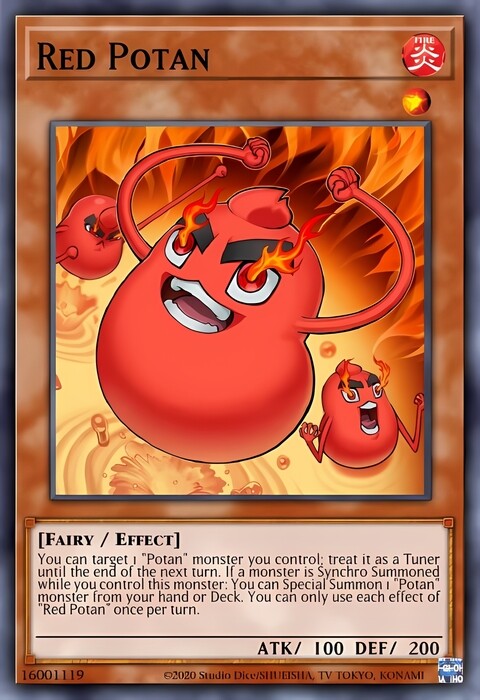 Red Potan
FIRE
炎
[Fairy / Effect]
You can target 1 "Potan" monster you control; treat it as a Tuner
until the end of the next turn. If a monster is Synchro Summoned
while you control this monster: You can Special Summon 1 "Potan"
monster from your hand or Deck. You can only use each effect of
"Red Potan" once per turn.
ATK/ 100 DEF/ 200
16001119
©2020 Studio Dice/SHUEISHA, TV TOKYO, KONAMI